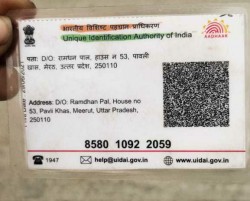 भारतीय विशिष्ट पहचान प्राधिकरण
Unique Identification Authority of India
AADHAAR
पता: D/O: रामधन पाल, हाउस न 53, पावली
खास, मेरठ, उत्तर प्रदेश, 250110
Address: D/O: Ramdhan Pal, House no
53, Pavli Khas, Meerut, Uttar Pradesh,
250110
8580 1092 2059
1947
help@uidai.gov.in
www.uidai.gov.in